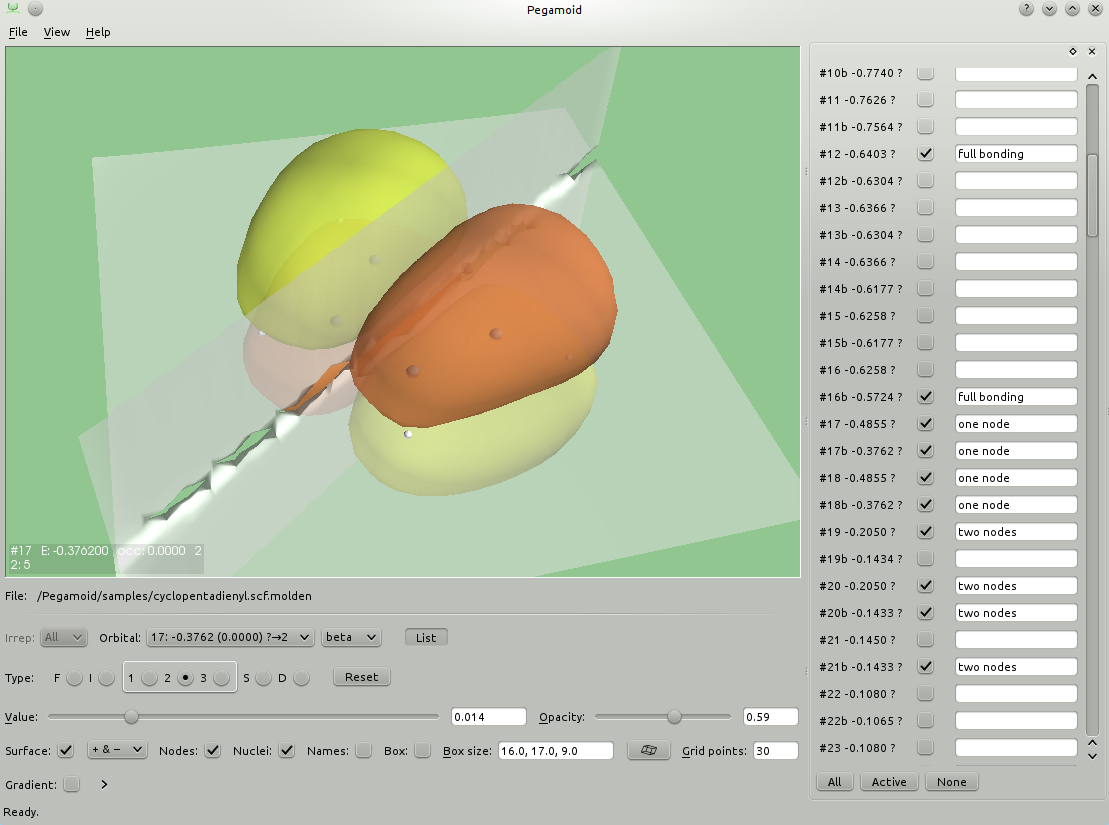 Pegamoid
File View Help
#10b -0.7740 ?
#11 -0.7626 ?
#11b -0.7564 ?
#12 -0.6403 ? full bonding
#12b -0.6304 ?
#13 -0.6366 ?
#13b -0.6304 ?
#14 -0.6366 ?
#14b -0.6177 ?
#15 -0.6258 ?
#15b -0.6177 ?
#16 -0.6258 ?
#16b -0.5724 ? full bonding
#17 -0.4855 ? one node
#17b -0.3762 ? one node
#18 -0.4855 ? one node
#18b -0.3762 ? one node
#19 -0.2050 ? two nodes
#19b -0.1434 ?
#20 -0.2050 ? two nodes
#20b -0.1433 ? two nodes
#21 -0.1450 ?
#21b -0.1433 ? two nodes
#22 -0.1080 ?
#22b -0.1065 ?
#23 -0.1080 ?
All Active None
#17 E: -0.376200 occ: 0.0000 2
2: 5
File: /Pegamoid/samples/cyclopentadienyl.scf.molden
Irrep: All Orbital: 17: -0.3762 (0.0000) ?→2 beta List
Type: F I 1 2 3 S D Reset
Value: 0.014 Opacity: 0.59
Surface: + & − Nodes: Nuclei: Names: Box: Box size: 16.0, 17.0, 9.0 Grid points: 30
Gradient: >
Ready.